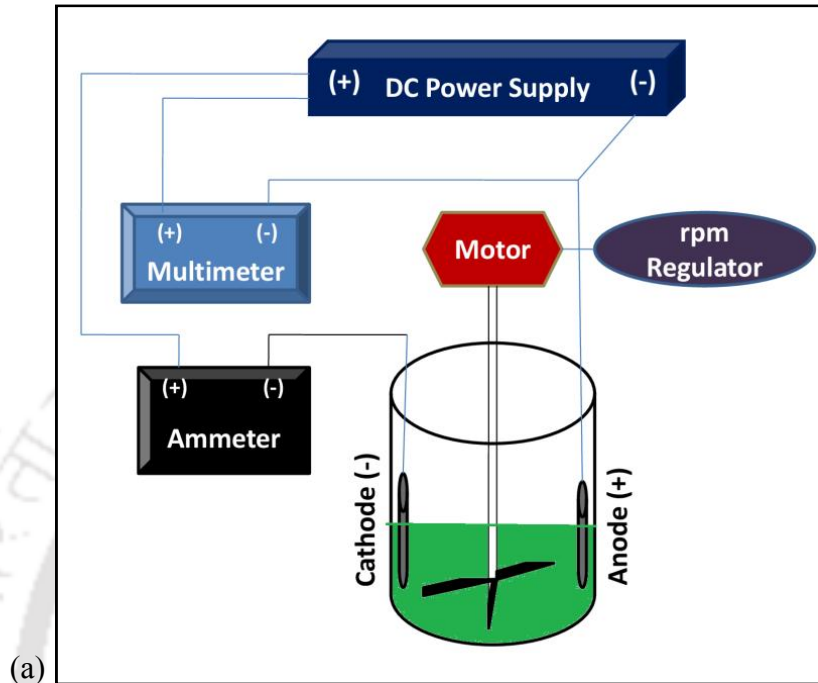 (+) DC Power Supply (-)
(+) (-)
Multimeter
Motor
rpm
Regulator
(+) (-)
Ammeter
Cathode (-)
Anode (+)
(a)